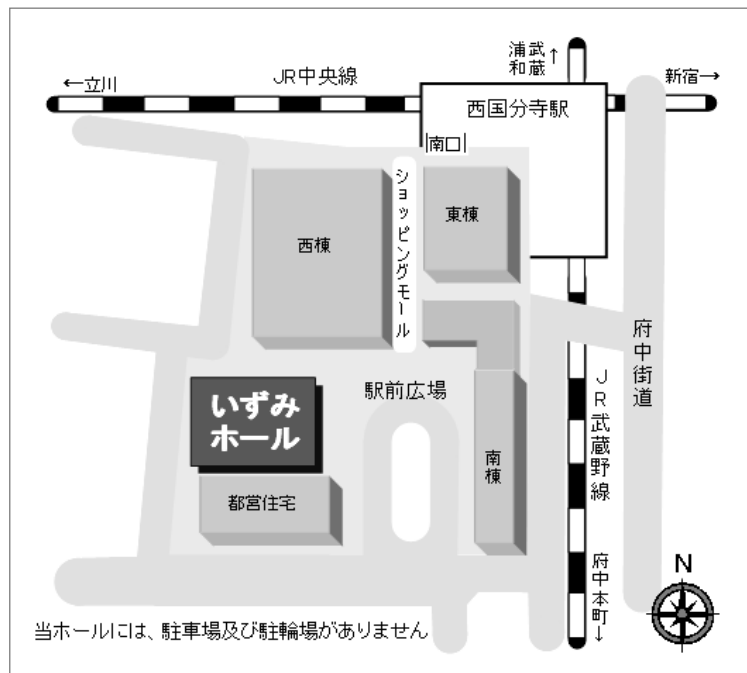 浦和
武蔵
↑
JR中央線
←立川
新宿→
西国分寺駅
南口
ショッピングモール
東棟
西棟
府中街道
駅前広場
JR武蔵野線
いずみ
ホール
南棟
都営住宅
府中本町↓
N
当ホールには、駐車場及び駐輪場がありません